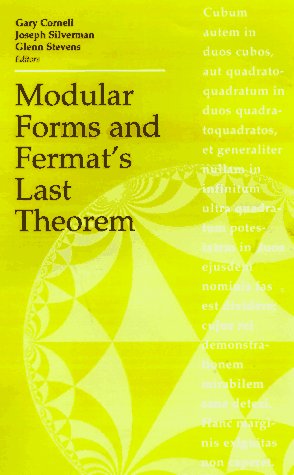 Gary Cornell
Joseph Silverman
Glenn Stevens
Editors
Modular
Forms and
Fermat's
Last
Theorem
Cubum
autem in
duos cubos,
aut quadrato-
quadratum in
duos quadra-
toquadratos,
et generaliter
nullam in
infinitum
ultra quadra-
tum potes-
tatem in duos
ejusdem
nominis fas
est dividere;
cujus rei
demonstra-
tionem
mirabilem
sane detexi.
Hanc margi-
nis exiguitas
non caperet.